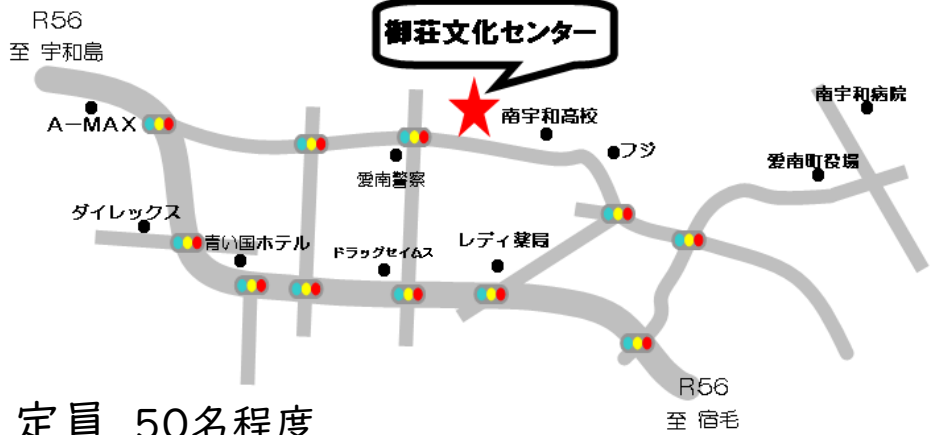 R56
至 宇和島
御荘文化センター
A－MAX
南宇和高校
南宇和病院
フジ
愛南警察
愛南町役場
ダイレックス
青い国ホテル
ドラッグセイムス
レディ薬局
R56
至 宿毛
定員 50名程度